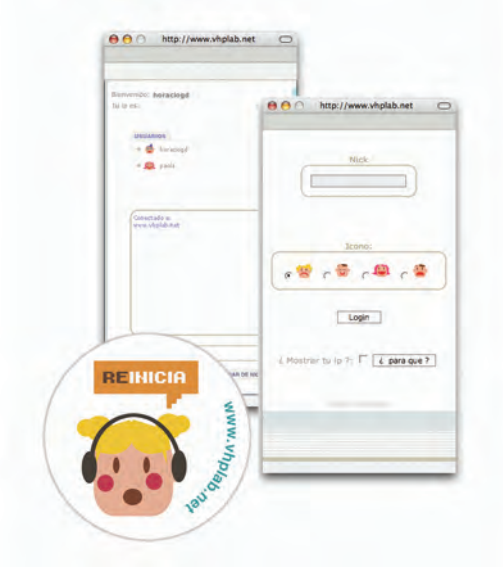 http://www.vhplab.net
Bienvenido: horaciogd
Tu ip es:
USUARIOS
horaciogd
paola
Conectado a:
www.vhplab.net
http://www.vhplab.net
Nick
Icono:
Login
¿ Mostrar tu Ip ?:
¿ para que ?
REINICIA
www.vhplab.net